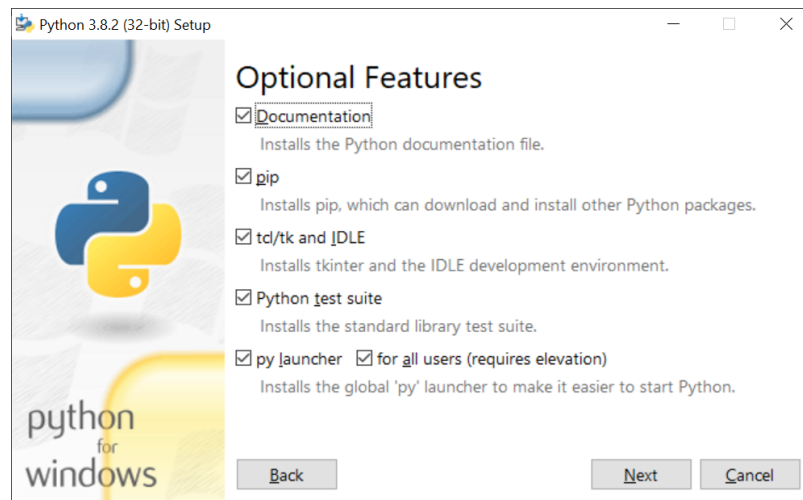 Python 3.8.2 (32-bit) Setup
Optional Features
Documentation
Installs the Python documentation file.
pip
Installs pip, which can download and install other Python packages.
tcl/tk and IDLE
Installs tkinter and the IDLE development environment.
Python test suite
Installs the standard library test suite.
py launcher for all users (requires elevation)
Installs the global 'py' launcher to make it easier to start Python.
python
for
windows
Back Next Cancel